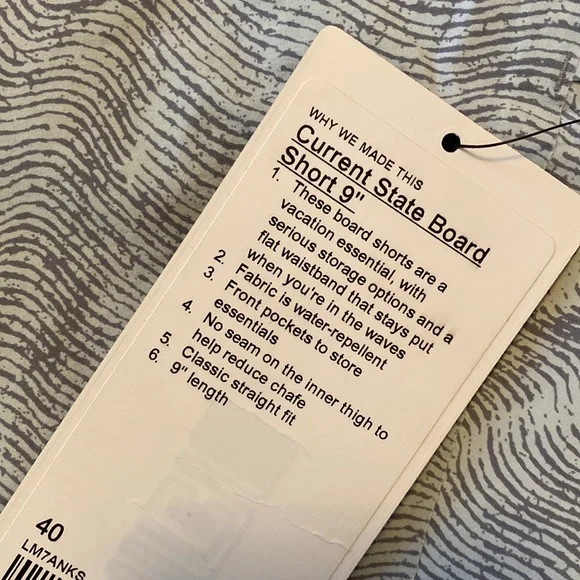 WHY WE MADE THIS
Current State Board
Short 9"
1. These board shorts are a
vacation essential, with
serious storage options and a
flat waistband that stays put
when you're in the waves
2. Fabric is water-repellent
3. Front pockets to store
essentials
4. No seam on the inner thigh to
help reduce chafe
5. Classic straight fit
6. 9" length
40
LM7ANKS